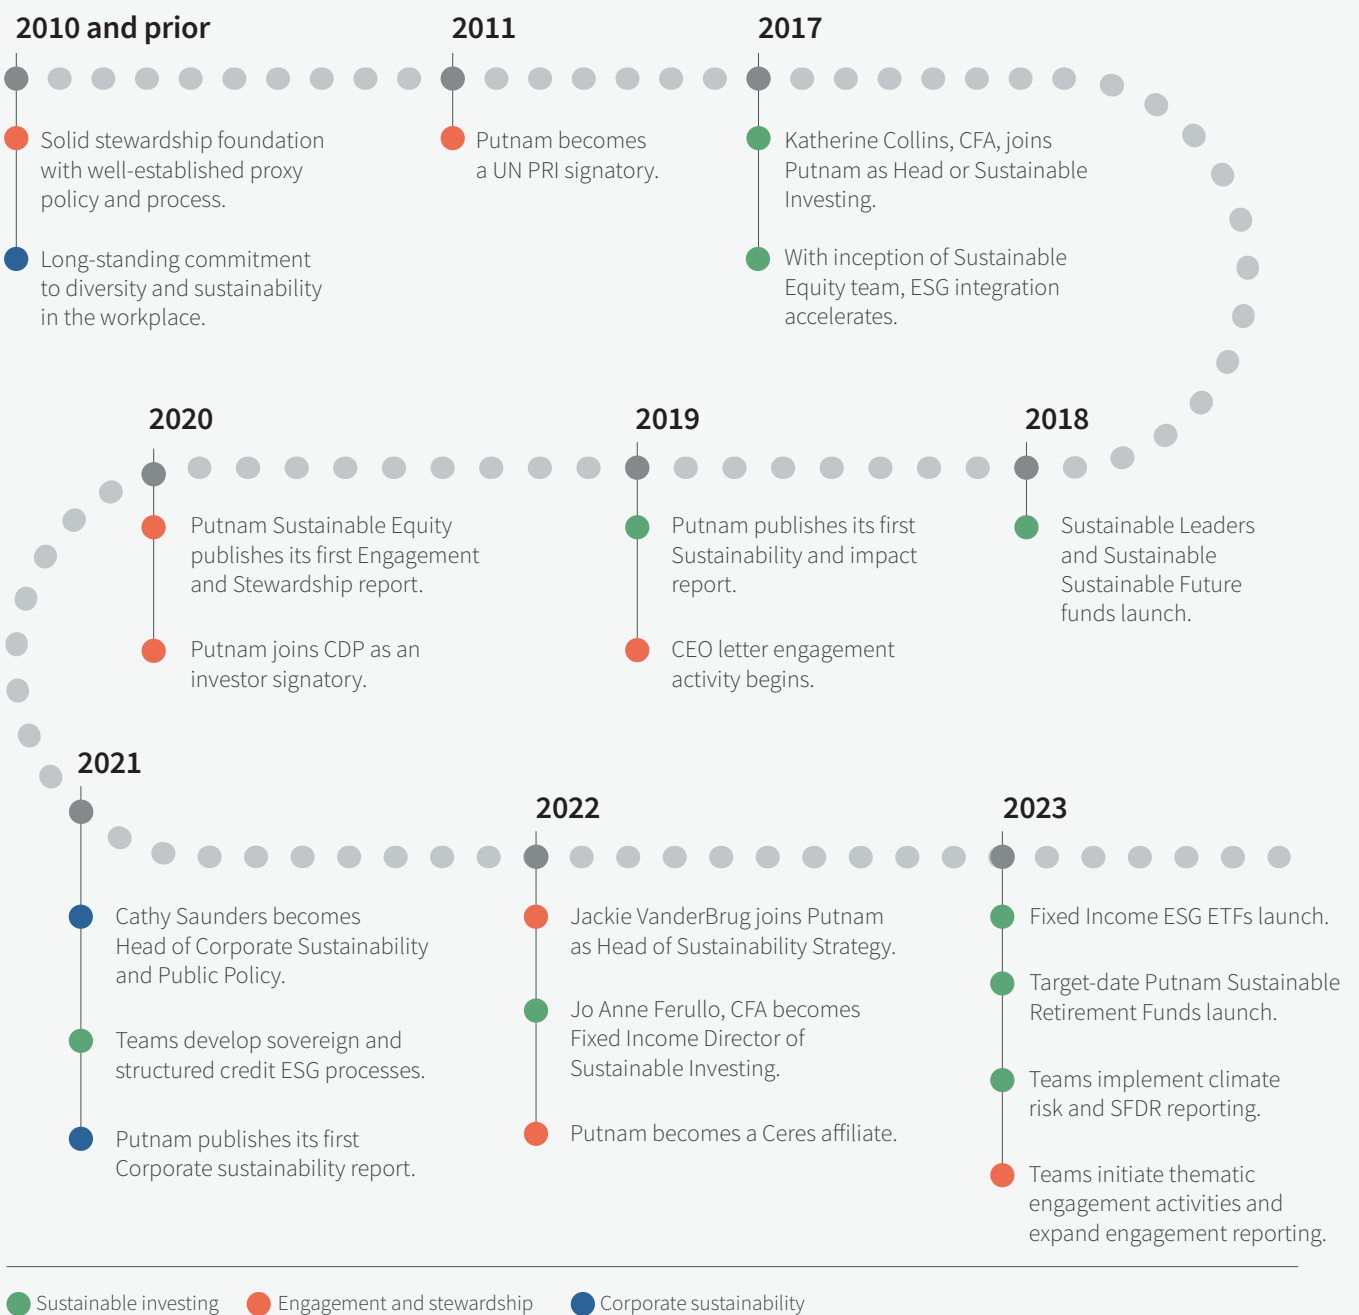 2010 and prior
Solid stewardship foundation
with well-established proxy
policy and process.
Long-standing commitment
to diversity and sustainability
in the workplace.
2011
Putnam becomes
a UN PRI signatory.
2017
Katherine Collins, CFA, joins
Putnam as Head or Sustainable
Investing.
With inception of Sustainable
Equity team, ESG integration
accelerates.
2018
Sustainable Leaders
and Sustainable
Sustainable Future
funds launch.
2019
Putnam publishes its first
Sustainability and impact
report.
CEO letter engagement
activity begins.
2020
Putnam Sustainable Equity
publishes its first Engagement
and Stewardship report.
Putnam joins CDP as an
investor signatory.
2021
Cathy Saunders becomes
Head of Corporate Sustainability
and Public Policy.
Teams develop sovereign and
structured credit ESG processes.
Putnam publishes its first
Corporate sustainability report.
2022
Jackie VanderBrug joins Putnam
as Head of Sustainability Strategy.
Jo Anne Ferullo, CFA becomes
Fixed Income Director of
Sustainable Investing.
Putnam becomes a Ceres affiliate.
2023
Fixed Income ESG ETFs launch.
Target-date Putnam Sustainable
Retirement Funds launch.
Teams implement climate
risk and SFDR reporting.
Teams initiate thematic
engagement activities and
expand engagement reporting.
Sustainable investing
Engagement and stewardship
Corporate sustainability